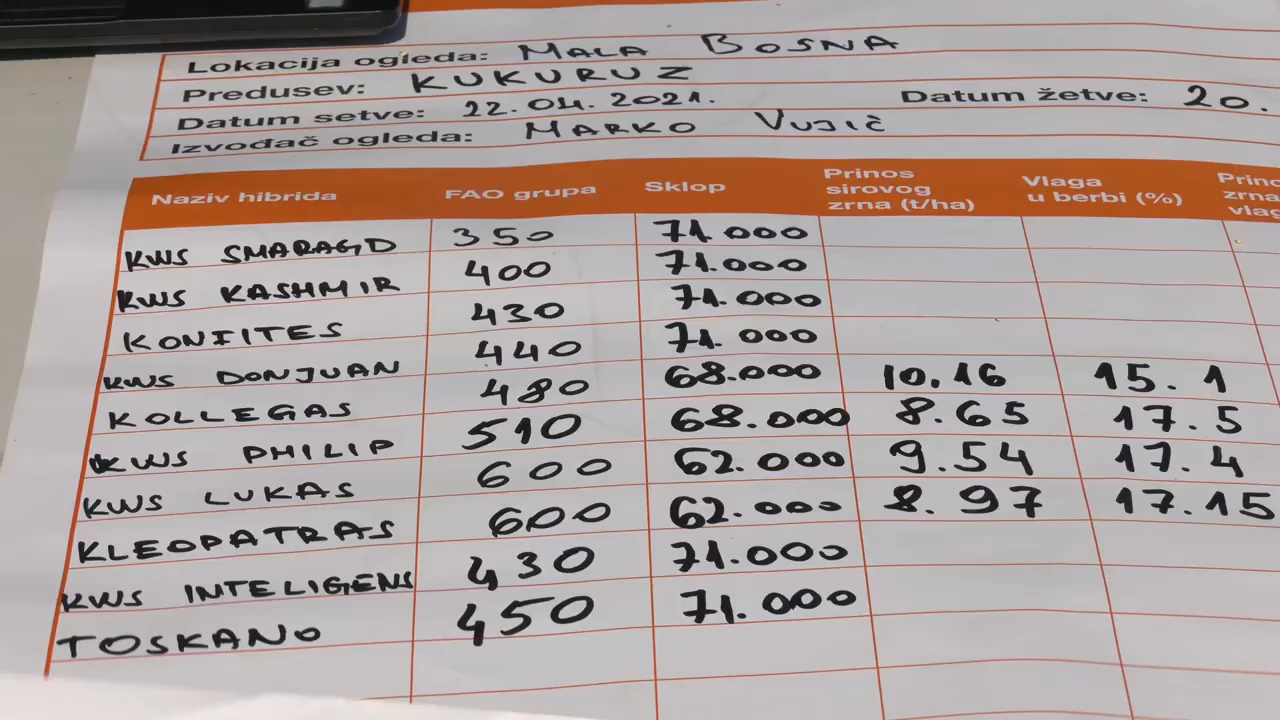 Lokacija ogleda: MALA BOSNA
Predusev: KUKURUZ
Datum setve: 22.04.2021. Datum žetve: 20.
Izvođač ogleda: MARKO VUJIĆ
Naziv hibrida FAO grupa Sklop Prinos sirovog zrna (t/ha) Vlaga u berbi (%)
KWS SMARAGD 350 71.000
KWS KASHMIR 400 71.000
KONFITES 430 71.000
KWS DONJUAN 440 71.000
KOLLEGAS 480 68.000 10.16 15.1
KWS PHILIP 510 68.000 8.65 17.5
KWS LUKAS 600 62.000 9.54 17.4
KLEOPATRAS 600 62.000 8.97 17.15
KWS INTELIGENS 430 71.000
TOSKANO 450 71.000